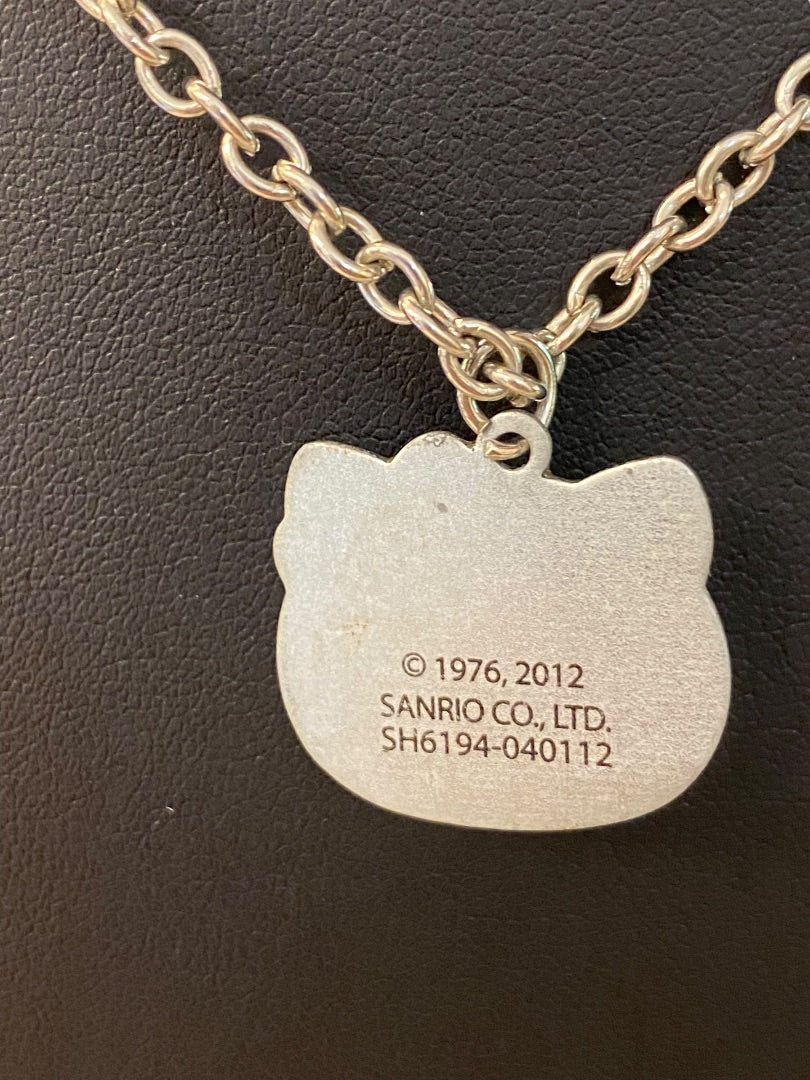 © 1976, 2012
SANRIO CO., LTD.
SH6194-040112